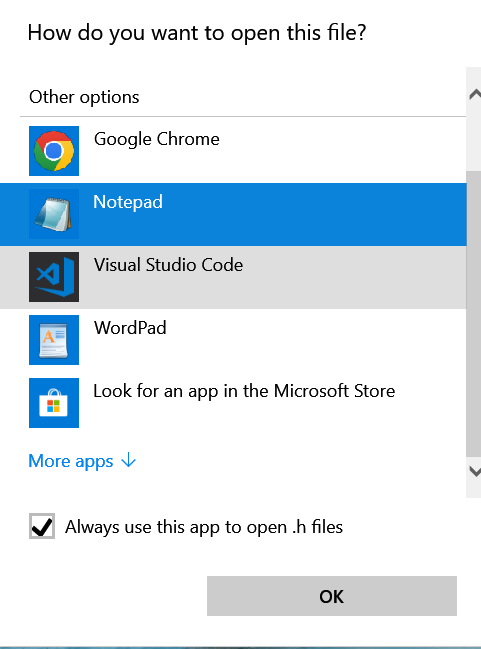 How do you want to open this file?
Other options
Google Chrome
Notepad
Visual Studio Code
WordPad
Look for an app in the Microsoft Store
More apps ↓
Always use this app to open .h files
OK